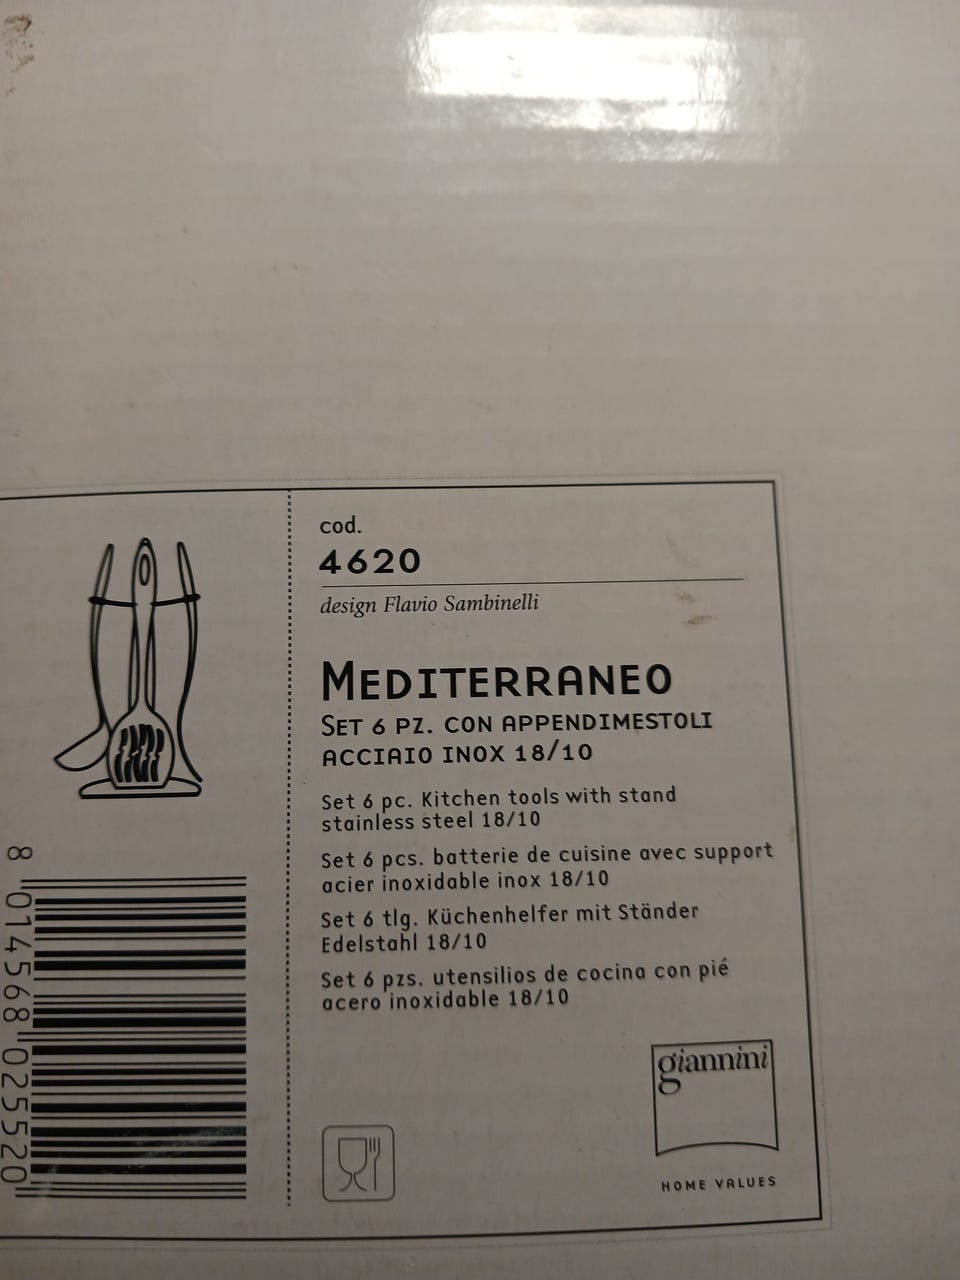 cod.
4620
design Flavio Sambinelli
MEDITERRANEO
SET 6 PZ. CON APPENDIMESTOLI
ACCIAIO INOX 18/10
Set 6 pc. Kitchen tools with stand
stainless steel 18/10
Set 6 pcs. batterie de cuisine avec support
acier inoxidable inox 18/10
Set 6 tlg. Küchenhelfer mit Ständer
Edelstahl 18/10
Set 6 pzs. utensilios de cocina con pié
acero inoxidable 18/10
giannini
HOME VALUES
8 014568 025520